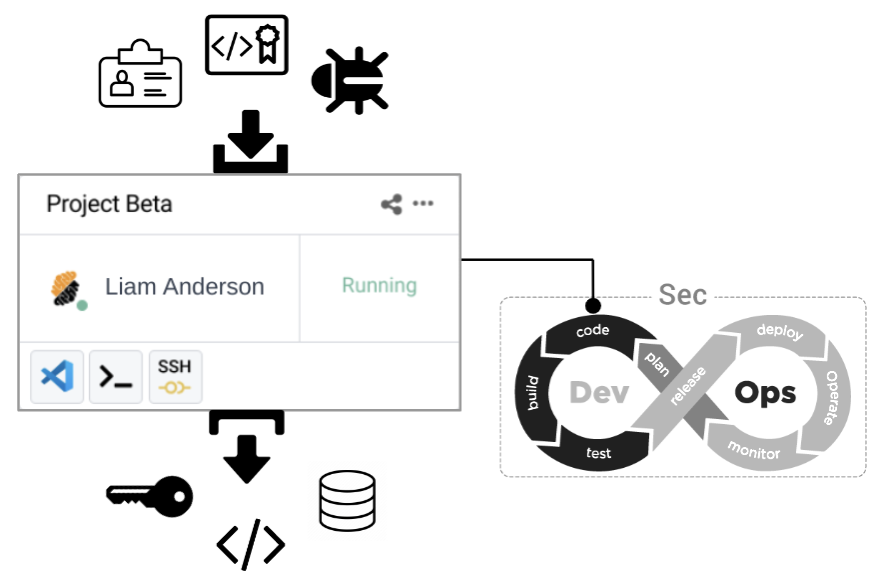 </>
Project Beta
Liam Anderson
Running
>_
SSH
</>
Sec
code
plan
build
Dev
test
release
deploy
Ops
Operate
monitor